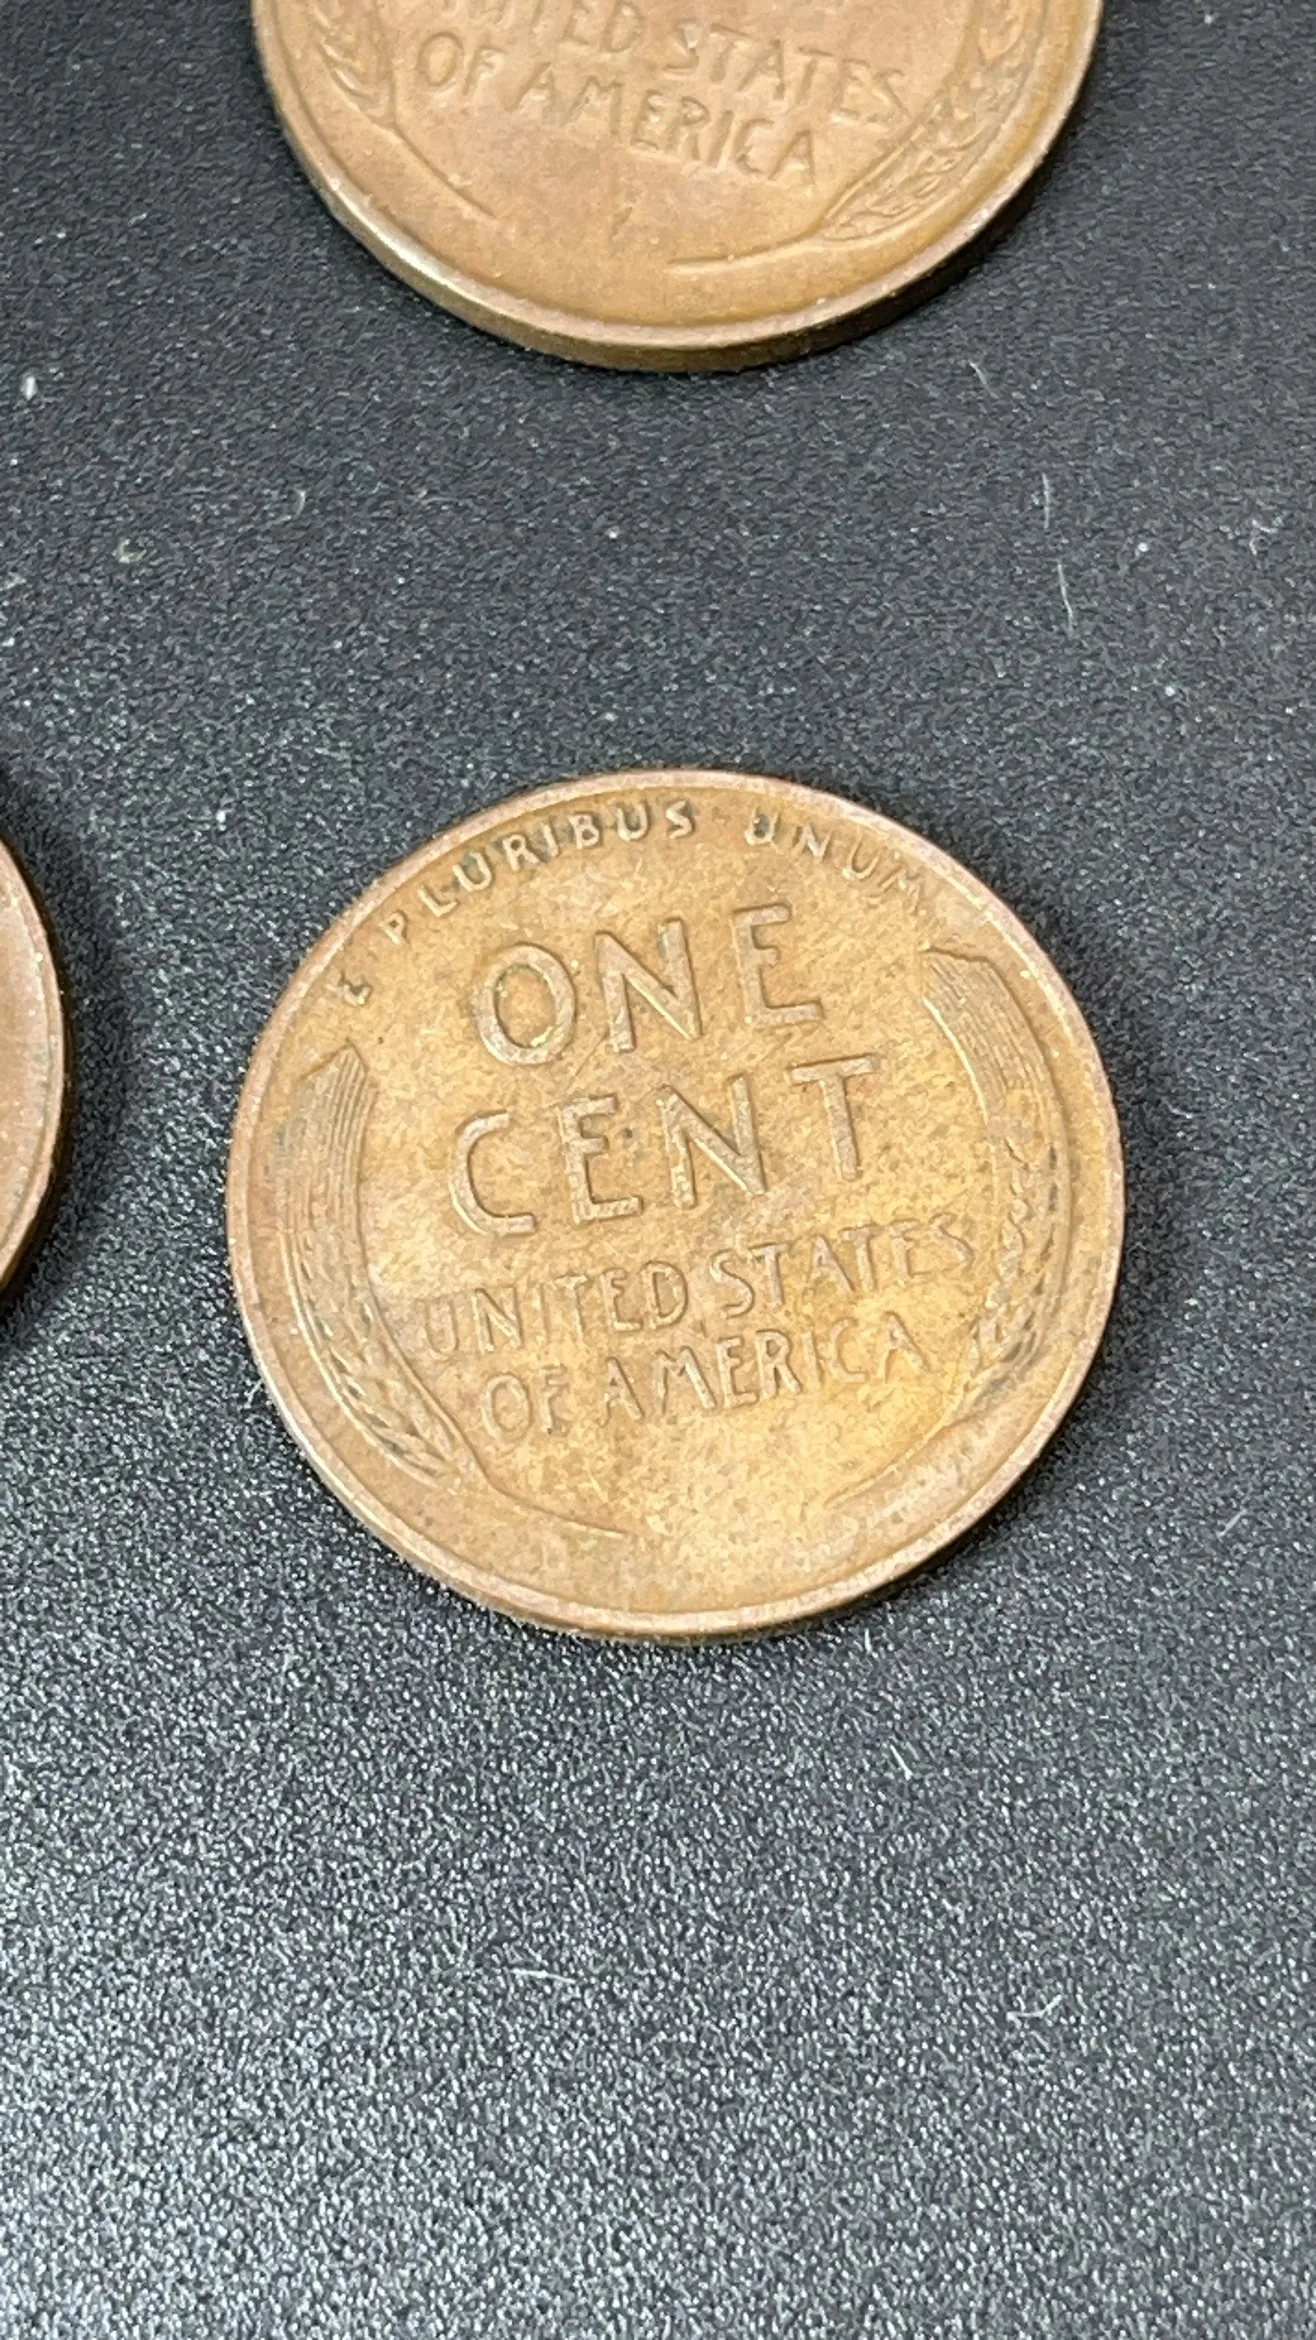 UNITED STATES
OF AMERICA
E PLURIBUS UNUM
ONE
CENT
UNITED STATES
OF AMERICA